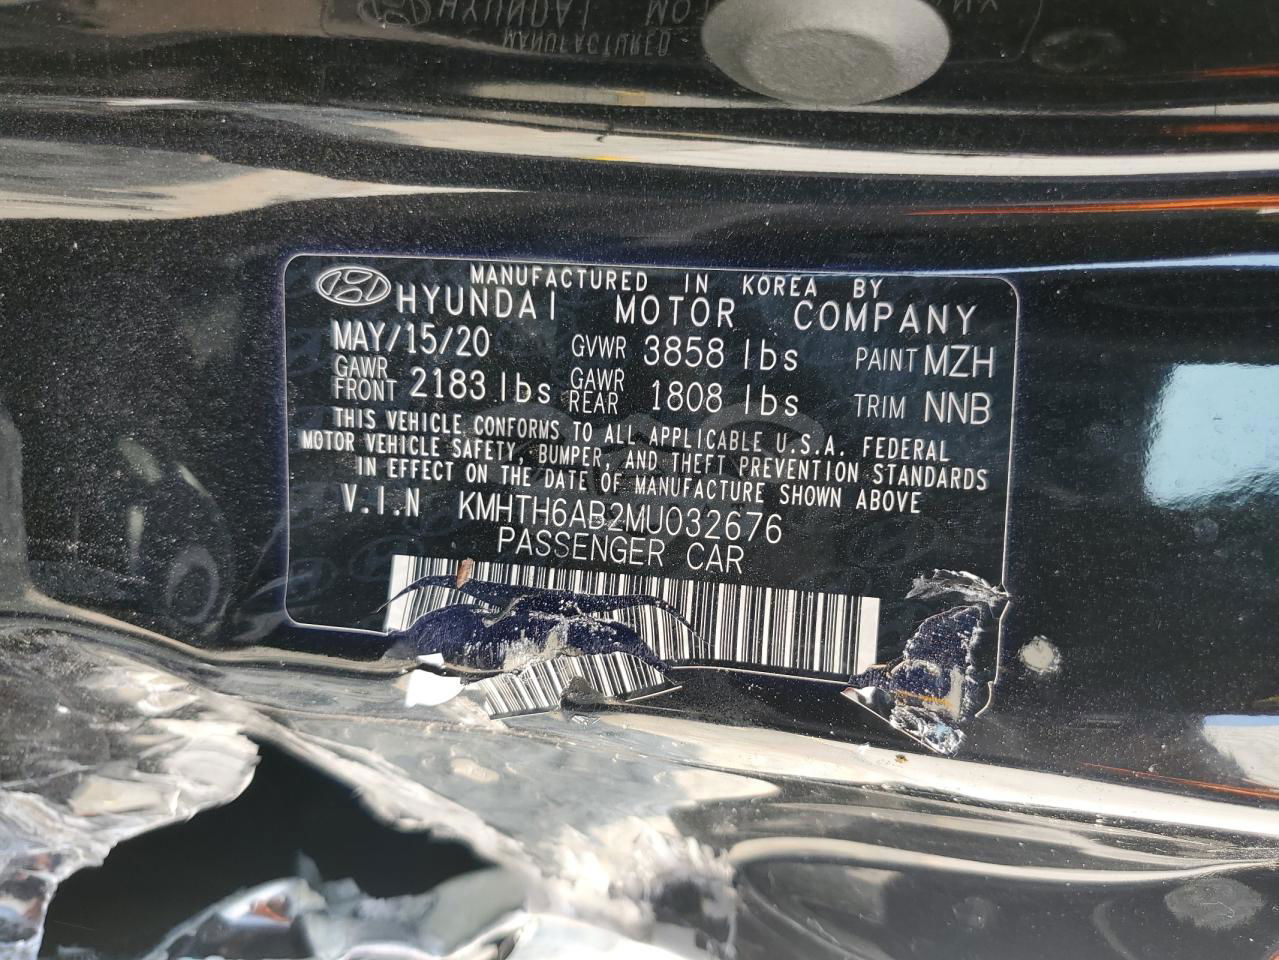 MANUFACTURED IN KOREA BY
HYUNDAI MOTOR COMPANY
MAY/15/20 GVWR 3858 lbs PAINT MZH
GAWR FRONT 2183 lbs GAWR REAR 1808 lbs TRIM NNB
THIS VEHICLE CONFORMS TO ALL APPLICABLE U.S.A. FEDERAL
MOTOR VEHICLE SAFETY, BUMPER, AND THEFT PREVENTION STANDARDS
IN EFFECT ON THE DATE OF MANUFACTURE SHOWN ABOVE
V.I.N KMHTH6AB2MU032676
PASSENGER CAR